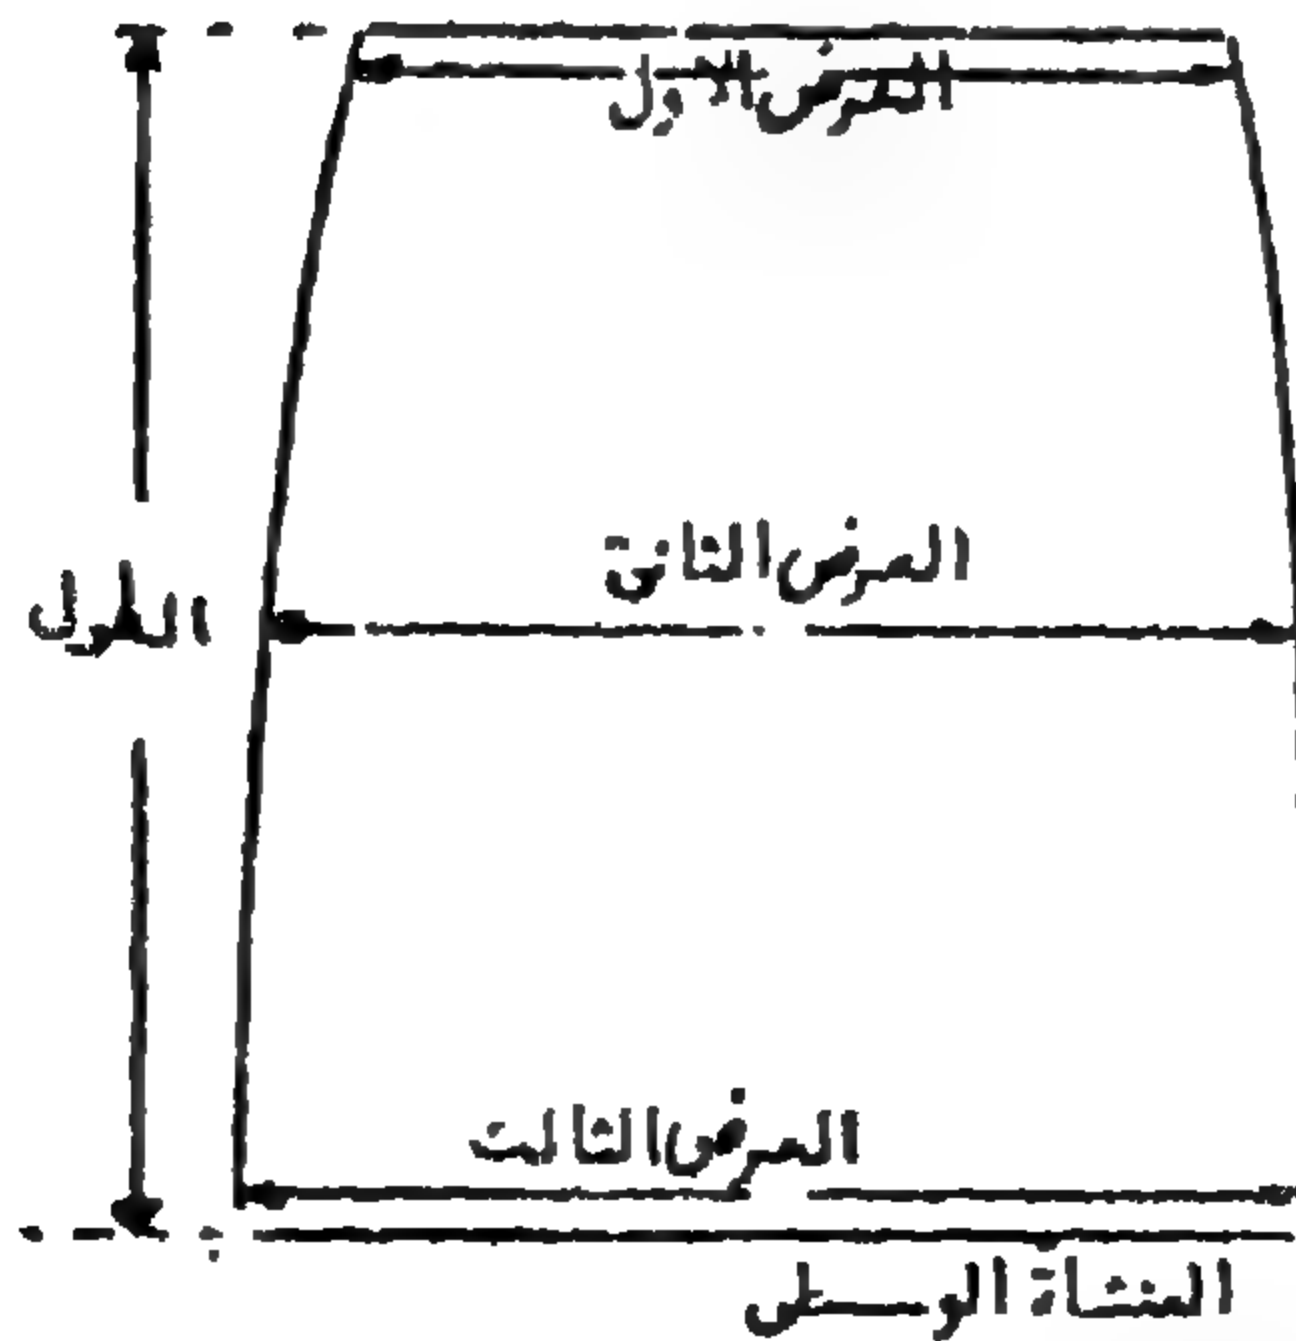 العرض الاول
العرض الثاني
الطول
العرض الثالث
المنشأة الوسطى